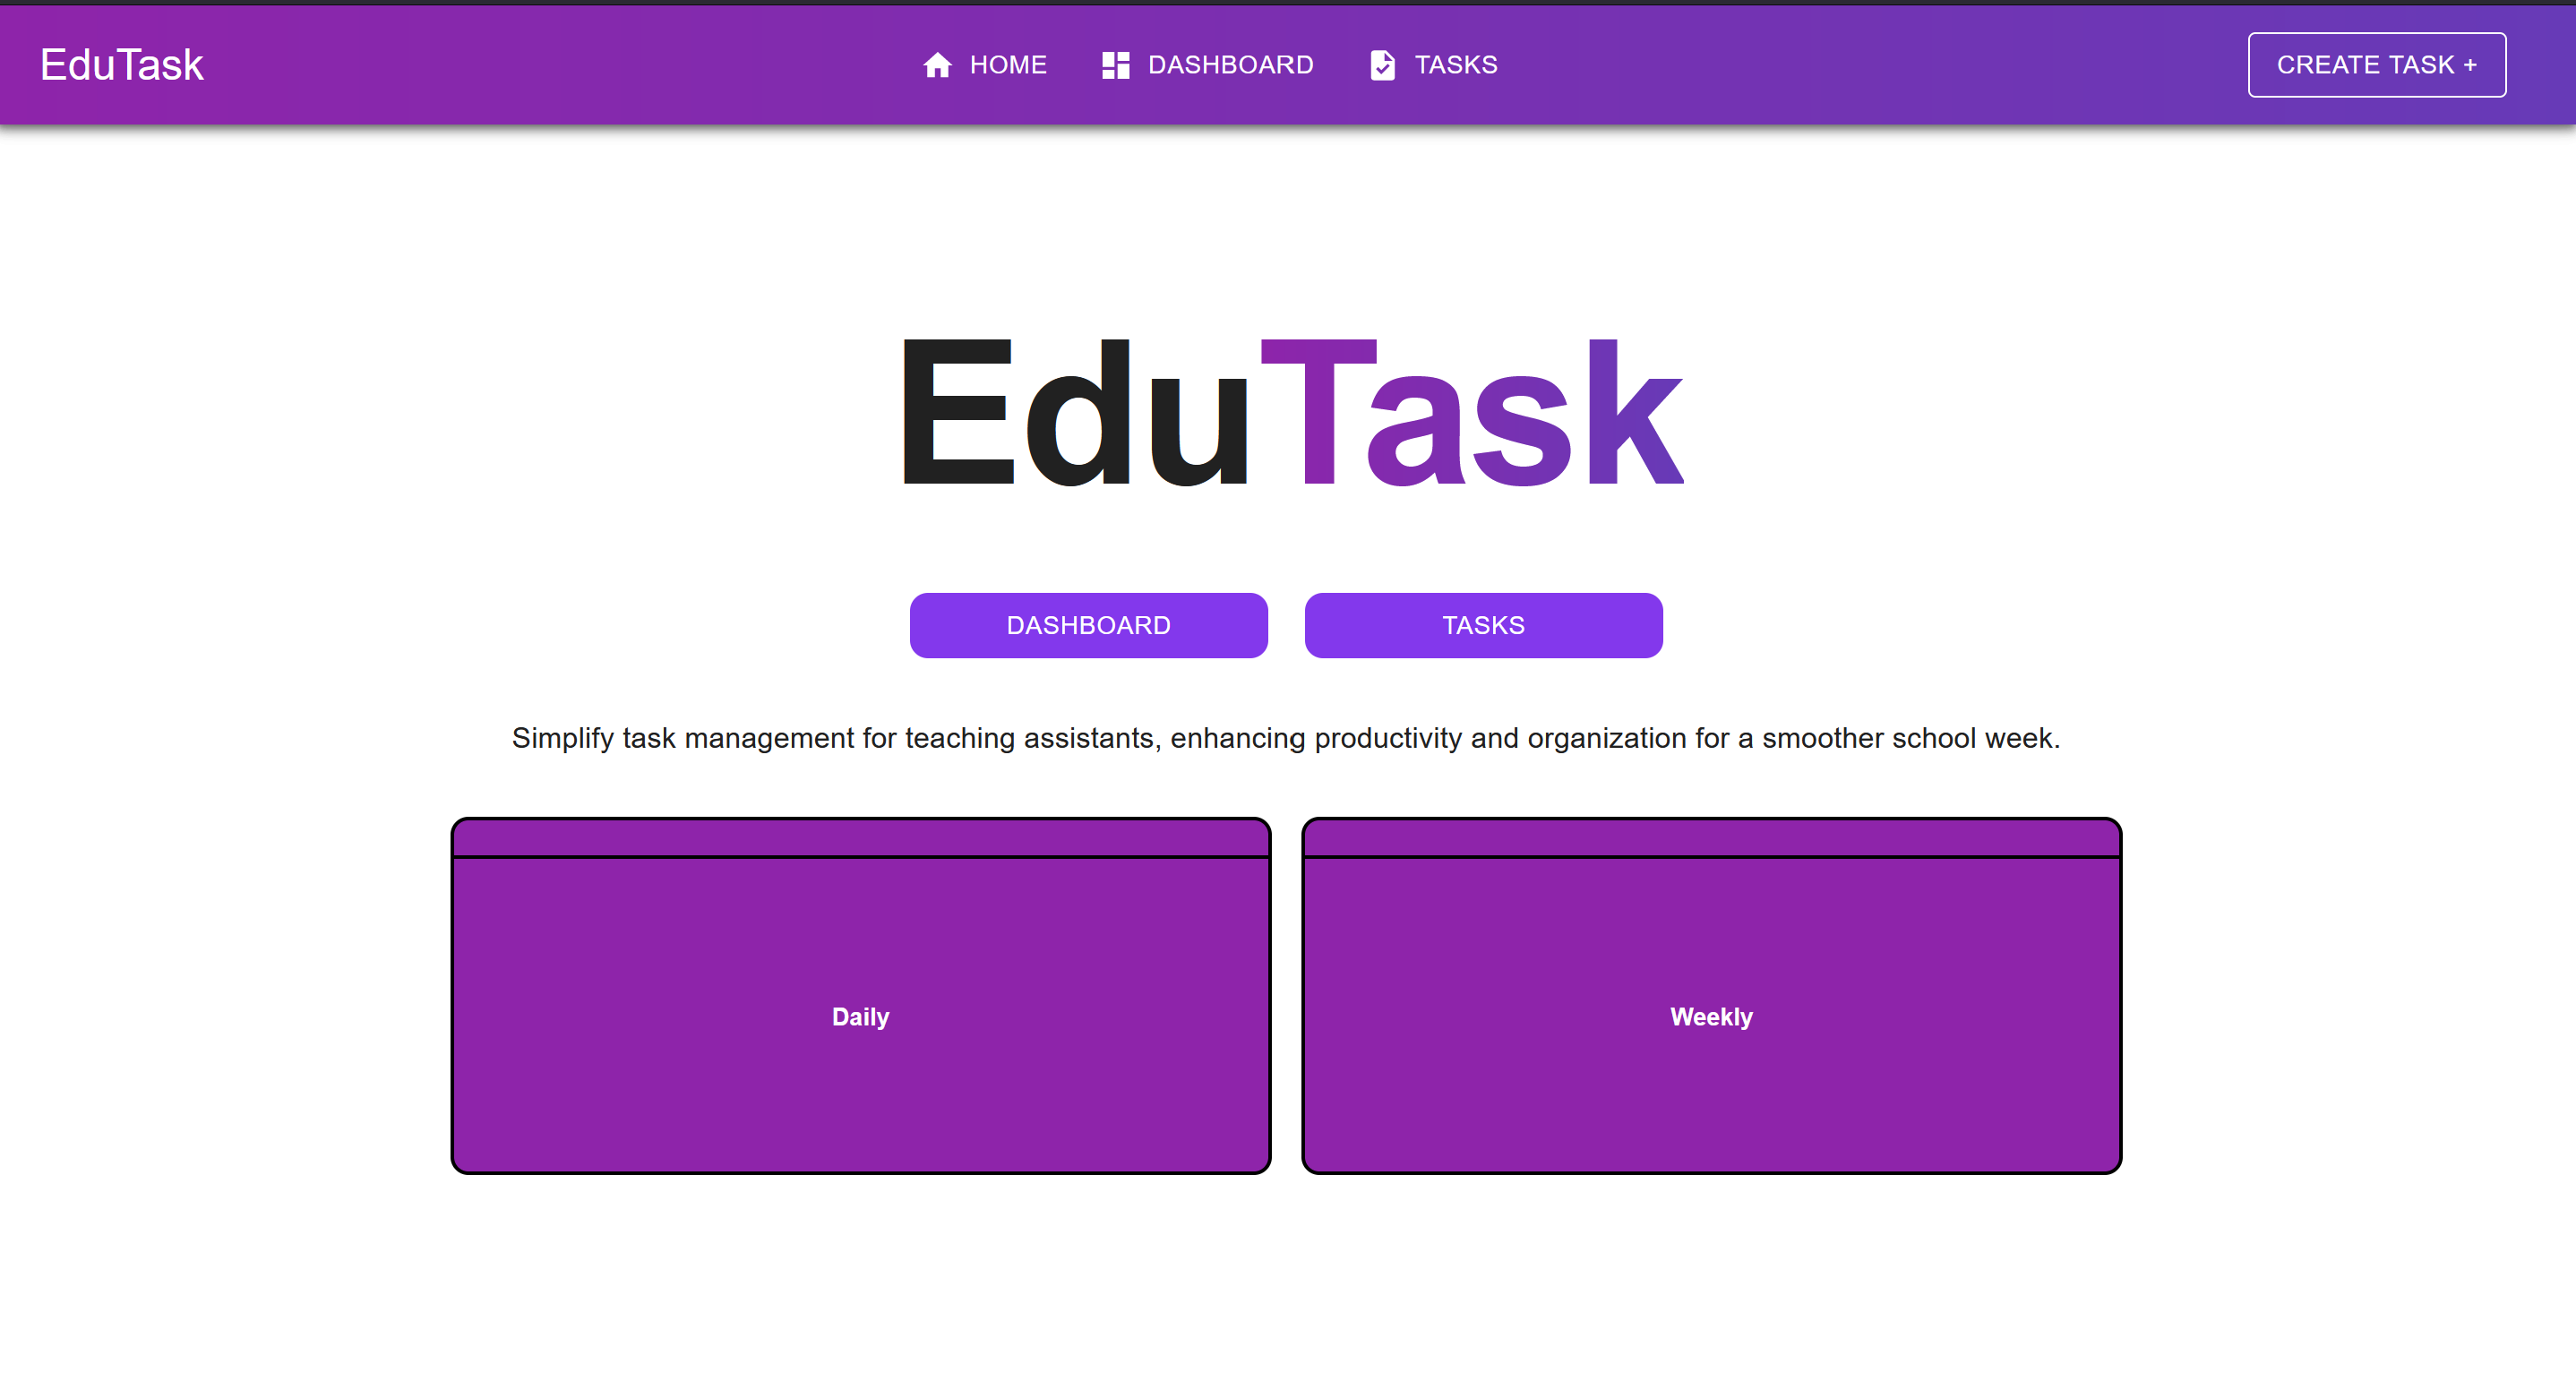 EduTask
HOME DASHBOARD TASKS
CREATE TASK +
EduTask
DASHBOARD TASKS
Simplify task management for teaching assistants, enhancing productivity and organization for a smoother school week.
Daily
Weekly